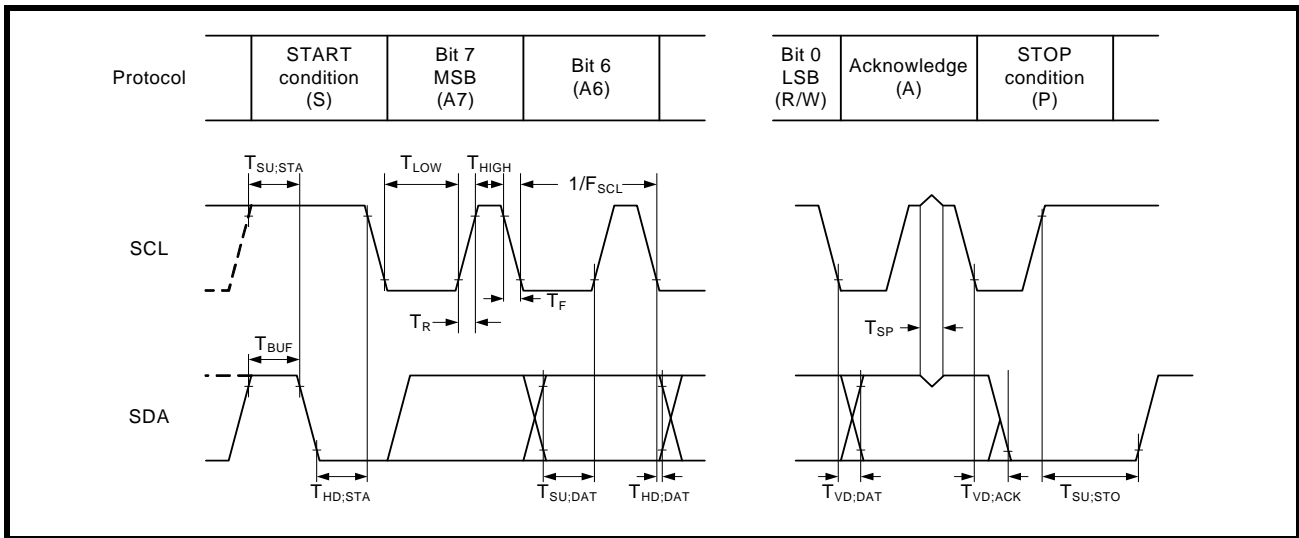 Protocol
START
condition
(S)
Bit 7
MSB
(A7)
Bit 6
(A6)
Bit 0
LSB
(R/W)
Acknowledge
(A)
STOP
condition
(P)
TSU;STA
TLOW
THIGH
1/FSCL
SCL
TF
TR
TSP
TBUF
SDA
THD;STA
TSU;DAT
THD;DAT
TVD;DAT
TVD;ACK
TSU;STO